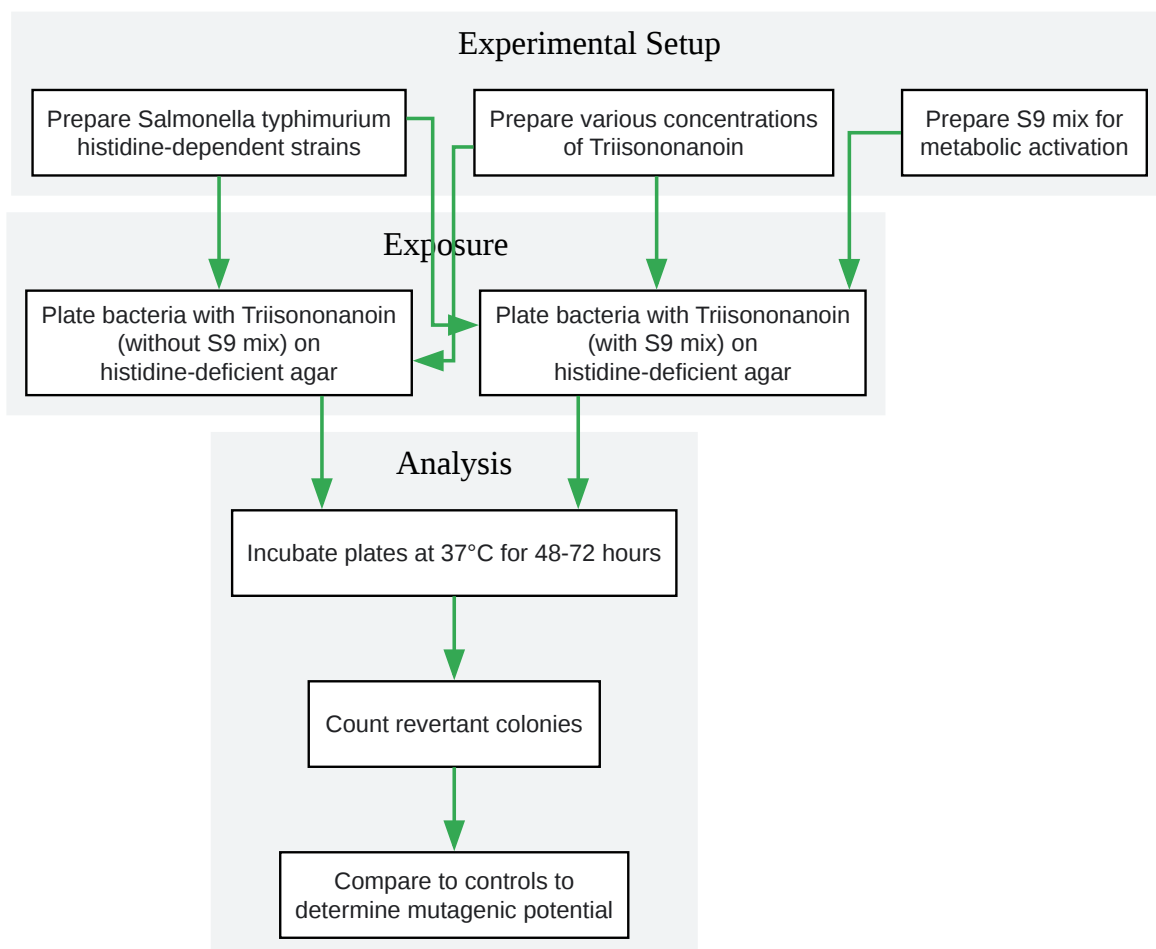 Experimental Setup
Prepare Salmonella typhimurium
histidine-dependent strains
Prepare various concentrations
of Triisononanoin
Prepare S9 mix for
metabolic activation
Exposure
Plate bacteria with Triisononanoin
(without S9 mix) on
histidine-deficient agar
Plate bacteria with Triisononanoin
(with S9 mix) on
histidine-deficient agar
Analysis
Incubate plates at 37°C for 48-72 hours
Count revertant colonies
Compare to controls to
determine mutagenic potential